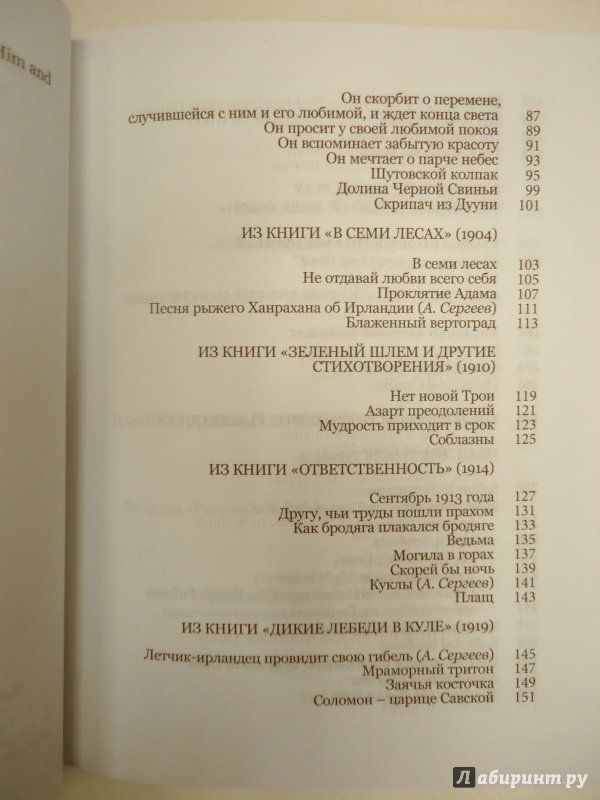 Him and
Он скорбит о перемене,
случившейся с ним и его любимой, и ждет конца света 87
Он просит у своей любимой покоя 89
Он вспоминает забытую красоту 91
Он мечтает о парче небес 93
Шутовской колпак 95
Долина Черной Свиньи 99
Скрипач из Дууни 101
ИЗ КНИГИ «В СЕМИ ЛЕСАХ» (1904)
В семи лесах 103
Не отдавай любви всего себя 105
Проклятие Адама 107
Песня рыжего Ханрахана об Ирландии (А. Сергеев) 111
Блаженный вертоград 113
ИЗ КНИГИ «ЗЕЛЕНЫЙ ШЛЕМ И ДРУГИЕ
СТИХОТВОРЕНИЯ» (1910)
Нет новой Трои 119
Азарт преодолений 121
Мудрость приходит в срок 123
Соблазны 125
ИЗ КНИГИ «ОТВЕТСТВЕННОСТЬ» (1914)
Сентябрь 1913 года 127
Другу, чьи труды пошли прахом 131
Как бродяга плакался бродяге 133
Ведьма 135
Могила в горах 137
Скорей бы ночь 139
Куклы (А. Сергеев) 141
Плащ 143
ИЗ КНИГИ «ДИКИЕ ЛЕБЕДИ В КУЛЕ» (1919)
Летчик-ирландец провидит свою гибель (А. Сергеев) 145
Мраморный тритон 147
Заячья косточка 149
Соломон – царице Савской 151
Лабиринт.ру